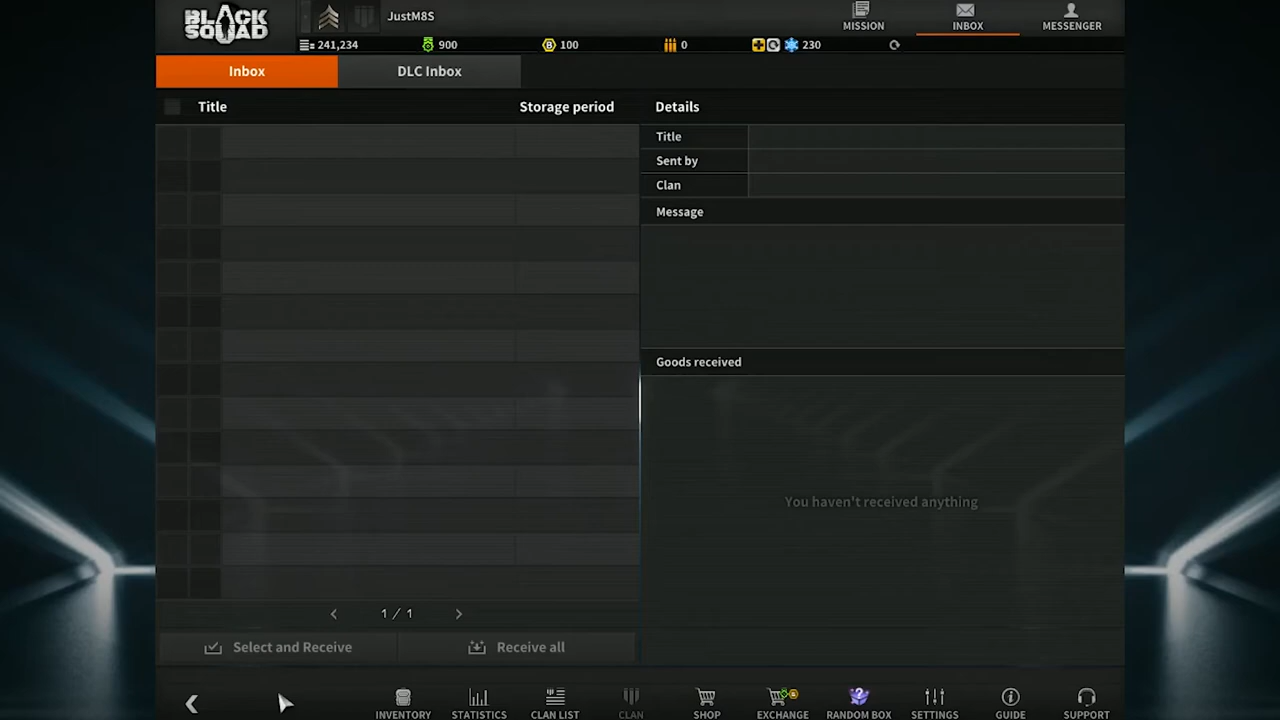 BLACK SQUAD
JustM8S
MISSION
INBOX
MESSENGER
241,234
900
100
0
230
Inbox
DLC Inbox
Title
Storage period
Details
Title
Sent by
Clan
Message
Goods received
You haven't received anything
< 1 / 1 >
Select and Receive
Receive all
INVENTORY
STATISTICS
CLAN LIST
CLAN
SHOP
EXCHANGE
RANDOM BOX
SETTINGS
GUIDE
SUPPORT